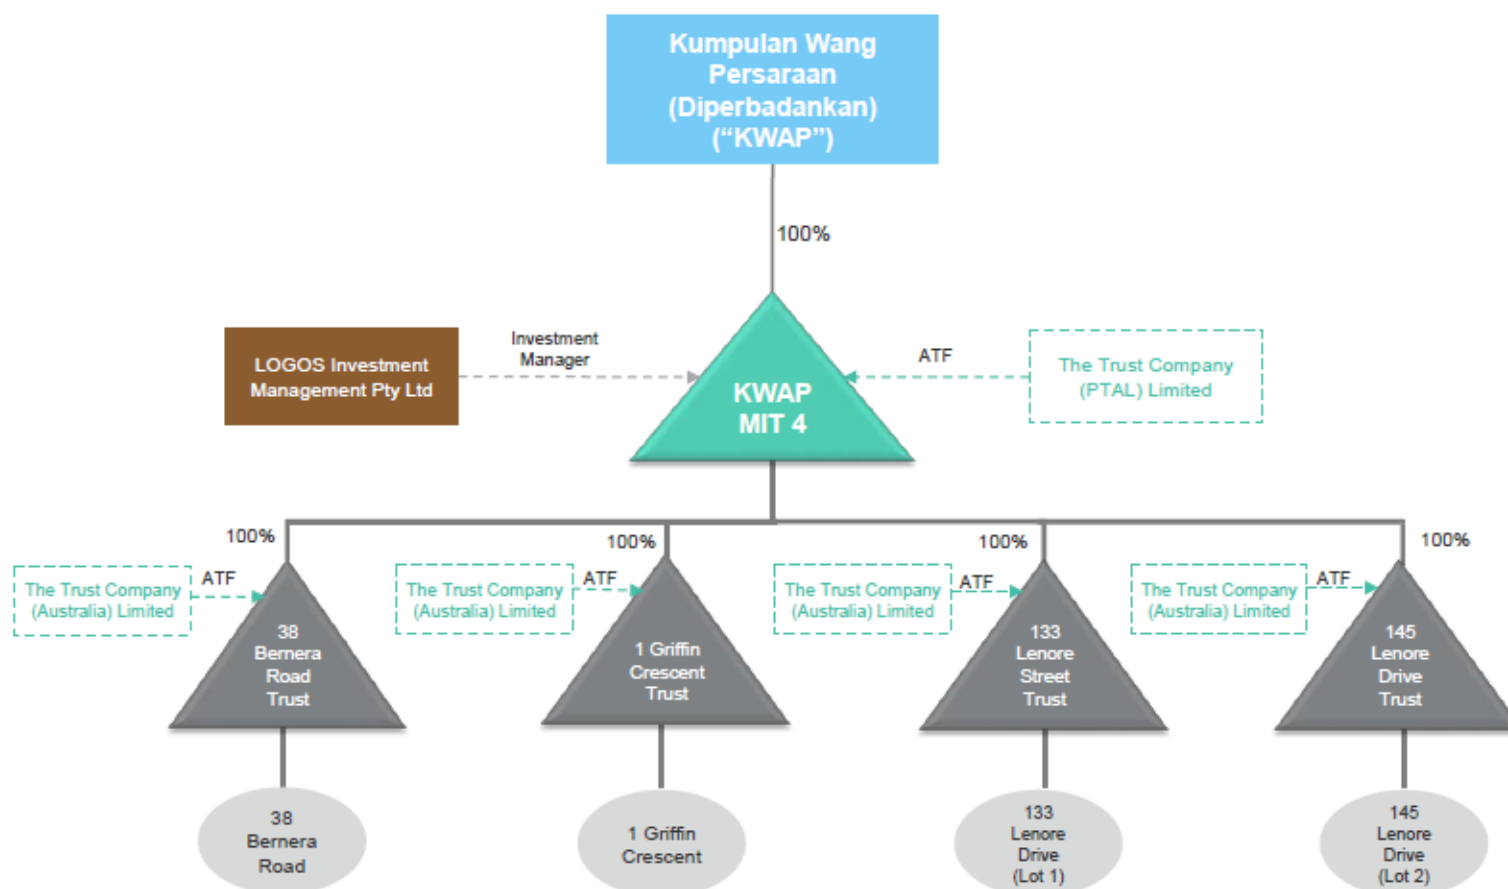 Kumpulan Wang
Persaraan
(Diperbadankan)
(“KWAP”)
100%
LOGOS Investment
Management Pty Ltd
Investment
Manager
KWAP
MIT 4
ATF
The Trust Company
(PTAL) Limited
100%
100%
100%
100%
The Trust Company
(Australia) Limited
ATF
38
Bernera
Road
Trust
The Trust Company
(Australia) Limited
ATF
1 Griffin
Crescent
Trust
The Trust Company
(Australia) Limited
ATF
133
Lenore
Street
Trust
The Trust Company
(Australia) Limited
ATF
145
Lenore
Drive
Trust
38
Bernera
Road
1 Griffin
Crescent
133
Lenore
Drive
(Lot 1)
145
Lenore
Drive
(Lot 2)